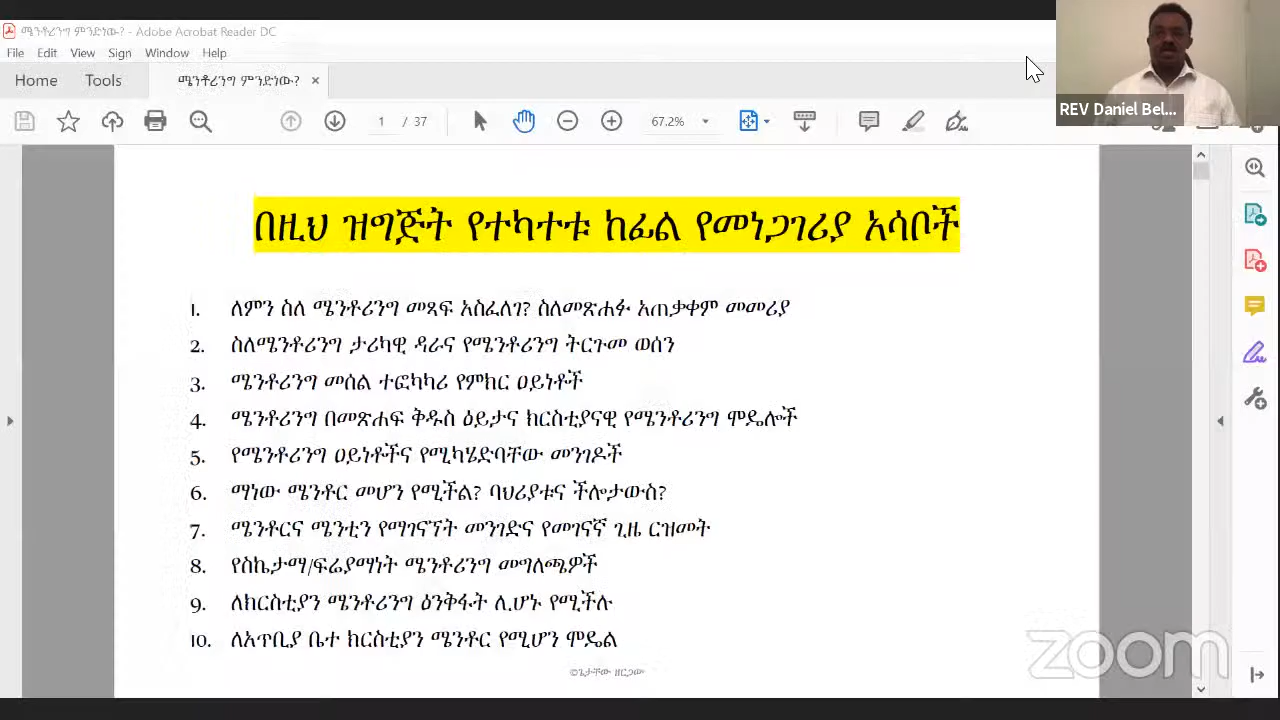 ሜንቶሪንግ ምንድነው? - Adobe Acrobat Reader DC
File Edit View Sign Window Help
Home Tools ሜንቶሪንግ ምንድነው? ×
1 / 37 67.2%
REV Daniel Bel...
በዚህ ዝግጅት የተካተቱ ከፊል የመነጋገሪያ አሳቦች
1. ለምን ስለ ሜንቶሪንግ መጻፍ አስፈለገ? ስለመጽሐፉ አጠቃቀም መመሪያ
2. ስለሜንቶሪንግ ታሪካዊ ዳራና የሜንቶሪንግ ትርጉመ ወሰን
3. ሜንቶሪንግ መሰል ተፎካካሪ የምክር ዐይነቶች
4. ሜንቶሪንግ በመጽሐፍ ቅዱስ ዕይታና ክርስቲያናዊ የሜንቶሪንግ ሞዴሎች
5. የሜንቶሪንግ ዐይነቶችና የሚካሄድባቸው መንገዶች
6. ማነው ሜንቶር መሆን የሚችል? ባህሪያቱና ችሎታውስ?
7. ሜንቶርና ሜንቲን የማገናኘት መንገድና የመገናኛ ጊዜ ርዝመት
8. የስኬታማ/ፍሬያማነት ሜንቶሪንግ መግለጫዎች
9. ለክርስቲያን ሜንቶሪንግ ዕንቅፋት ሊሆኑ የሚችሉ
10. ለአጥቢያ ቤተ ክርስቲያን ሜንቶር የሚሆን ሞዴል
©ጌታቸው ዘርጋው
zoom